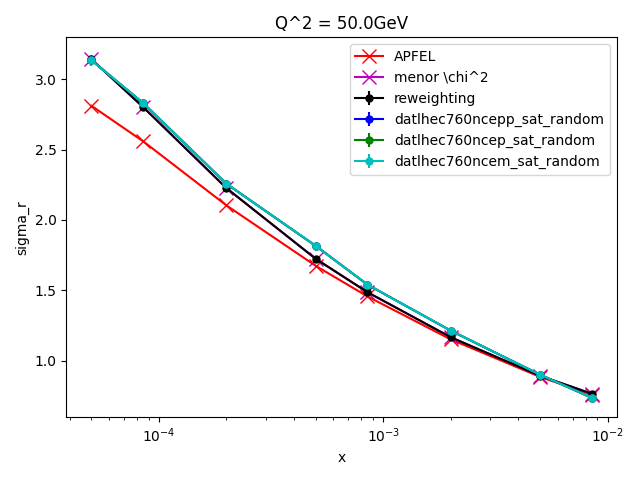 Q^2 = 50.0GeV
APFEL
menor \chi^2
reweighting
datlhec760ncepp_sat_random
datlhec760ncep_sat_random
datlhec760ncem_sat_random
sigma_r
3.0
2.5
2.0
1.5
1.0
10⁻⁴ 10⁻³ 10⁻²
x